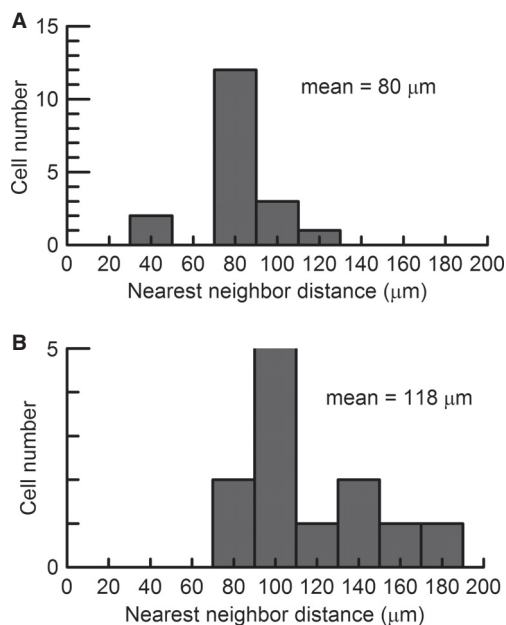 A
15
10
5
0
Cell number
mean = 80 μm
0 20 40 60 80 100 120 140 160 180 200
Nearest neighbor distance (μm)
B
5
0
Cell number
mean = 118 μm
0 20 40 60 80 100 120 140 160 180 200
Nearest neighbor distance (μm)